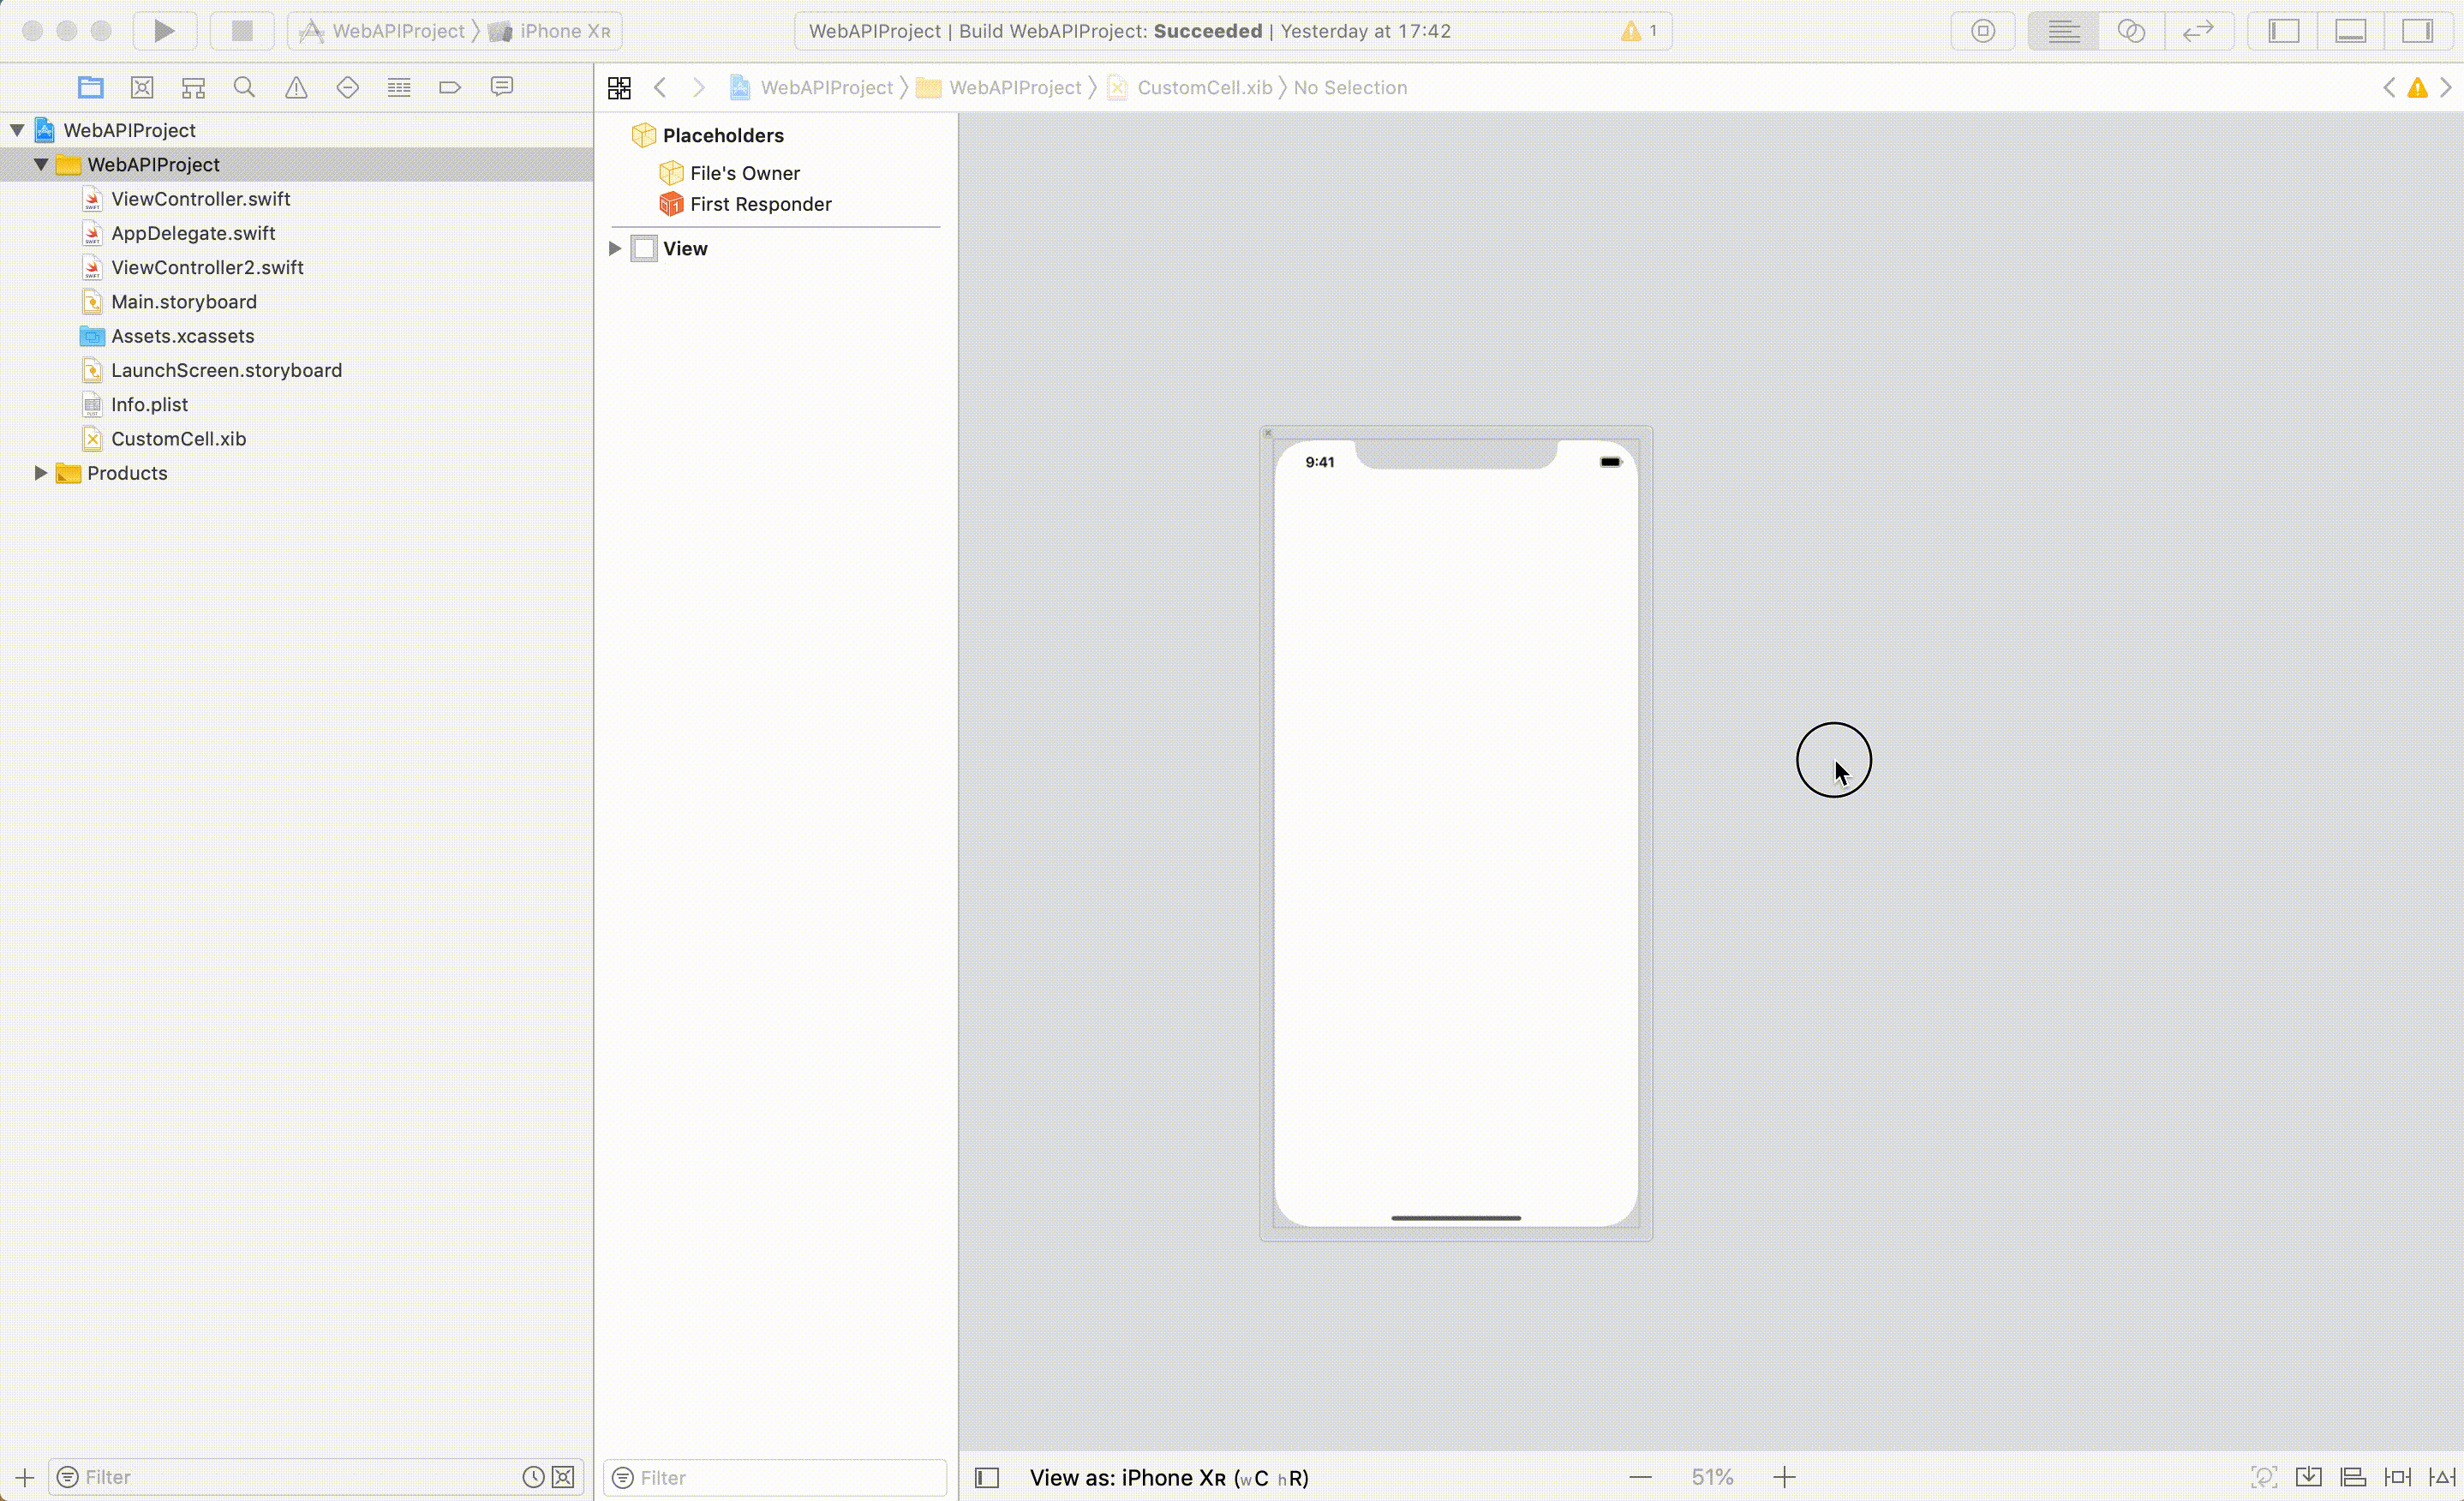 WebAPIProject 〉 iPhone XR
WebAPIProject | Build WebAPIProject: Succeeded | Yesterday at 17:42
1
WebAPIProject 〉 WebAPIProject 〉 CustomCell.xib 〉 No Selection
WebAPIProject
WebAPIProject
ViewController.swift
AppDelegate.swift
ViewController2.swift
Main.storyboard
Assets.xcassets
LaunchScreen.storyboard
Info.plist
CustomCell.xib
Products
Placeholders
File's Owner
First Responder
View
9:41
Filter
Filter
View as: iPhone XR (wC hR)
51%